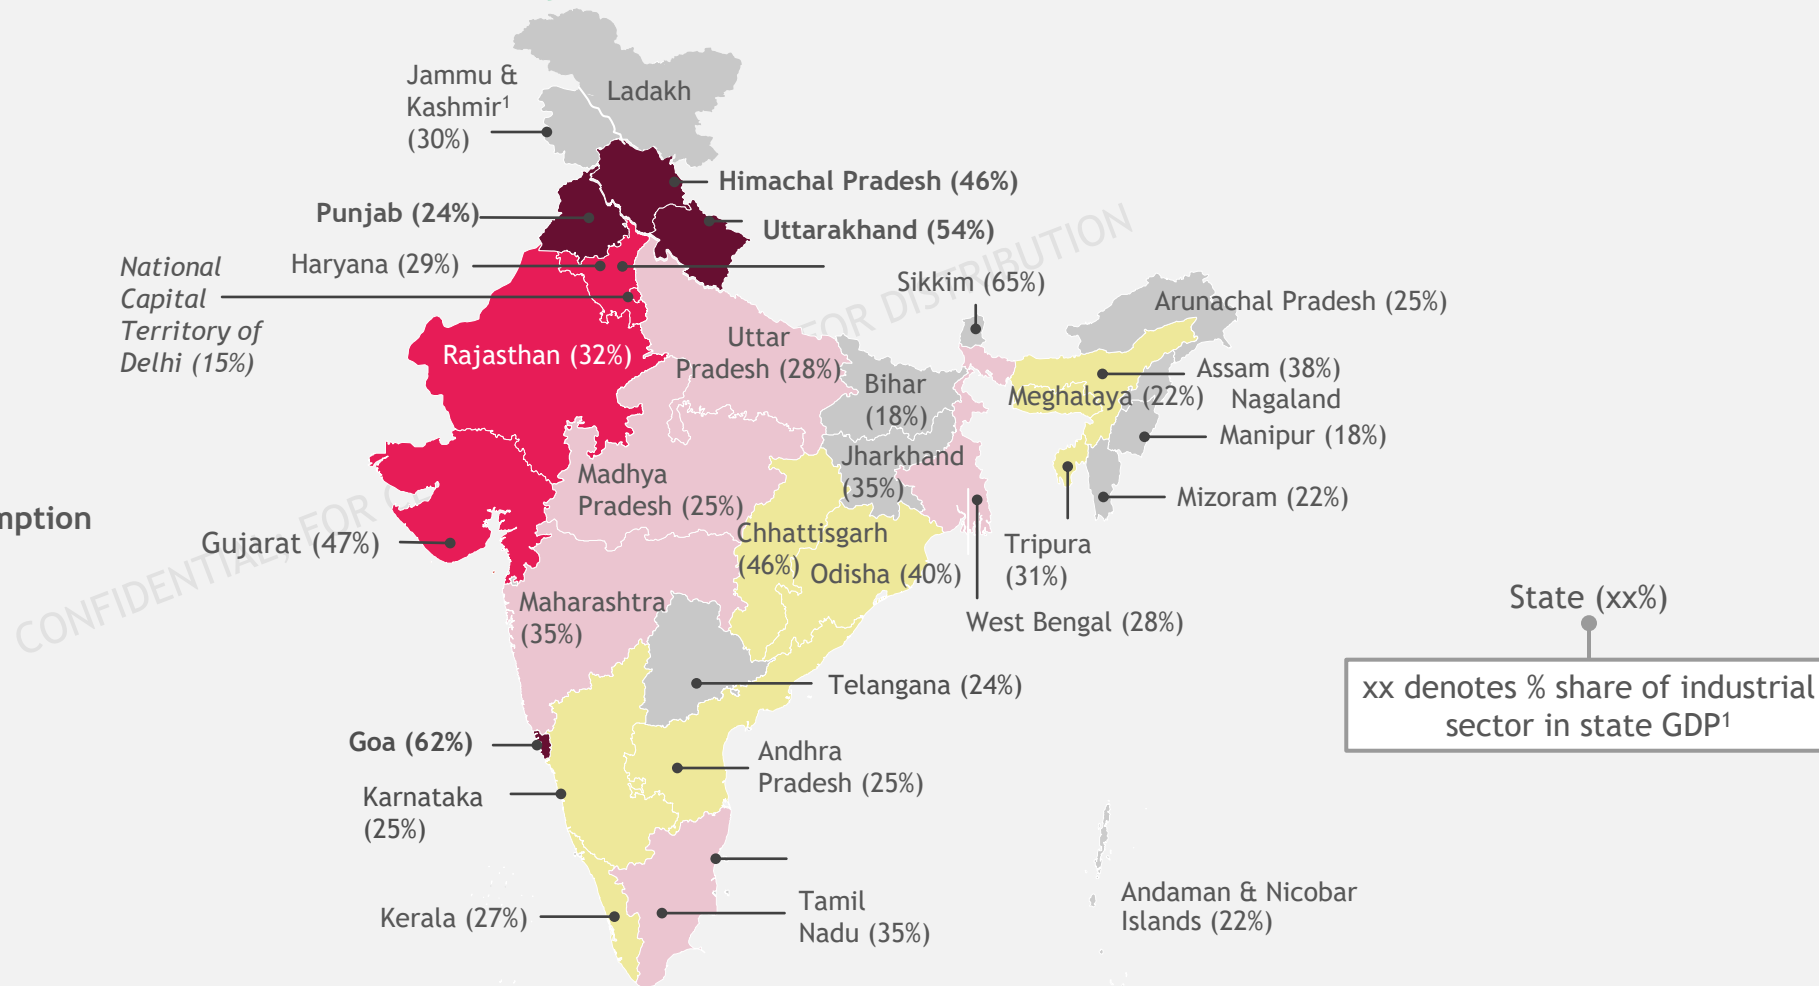 Jammu &
Kashmir¹
(30%)
Ladakh
Himachal Pradesh (46%)
Punjab (24%)
Uttarakhand (54%)
Haryana (29%)
National
Capital
Territory of
Delhi (15%)
Sikkim (65%)
Arunachal Pradesh (25%)
Rajasthan (32%)
Uttar
Pradesh (28%)
Bihar
(18%)
Assam (38%)
Meghalaya (22%)
Nagaland
Manipur (18%)
Jharkhand
(35%)
Madhya
Pradesh (25%)
Mizoram (22%)
mption
Gujarat (47%)
Chhattisgarh
(46%)
Odisha (40%)
Tripura
(31%)
Maharashtra
(35%)
West Bengal (28%)
State (xx%)
xx denotes % share of industrial
sector in state GDP¹
Telangana (24%)
Goa (62%)
Andhra
Pradesh (25%)
Karnataka
(25%)
Kerala (27%)
Tamil
Nadu (35%)
Andaman & Nicobar
Islands (22%)
CONFIDENTIAL, FOR FOR DISTRIBUTION